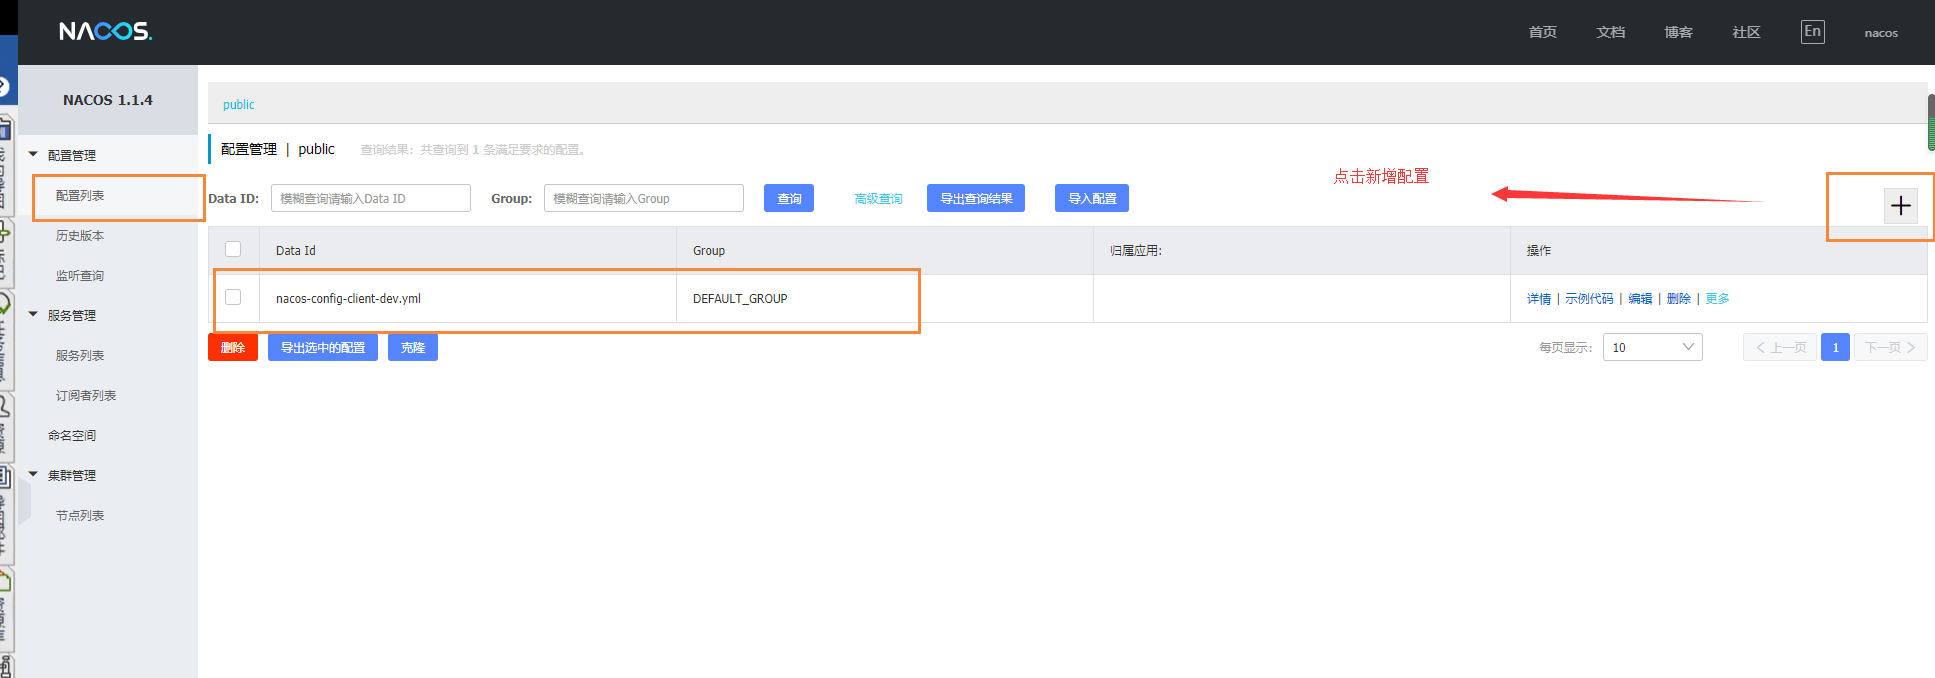 NACOS.
首页
文档
博客
社区
En
nacos
NACOS 1.1.4
配置管理
配置列表
历史版本
监听查询
服务管理
服务列表
订阅者列表
命名空间
集群管理
节点列表
public
配置管理 | public 查询结果：共查询到 1 条满足要求的配置。
点击新增配置
Data ID: 模糊查询请输入Data ID Group: 模糊查询请输入Group 查询 高级查询 导出查询结果 导入配置
Data Id Group 归属应用: 操作
nacos-config-client-dev.yml DEFAULT_GROUP 详情 | 示例代码 | 编辑 | 删除 | 更多
删除 导出选中的配置 克隆 每页显示: 10 上一页 1 下一页